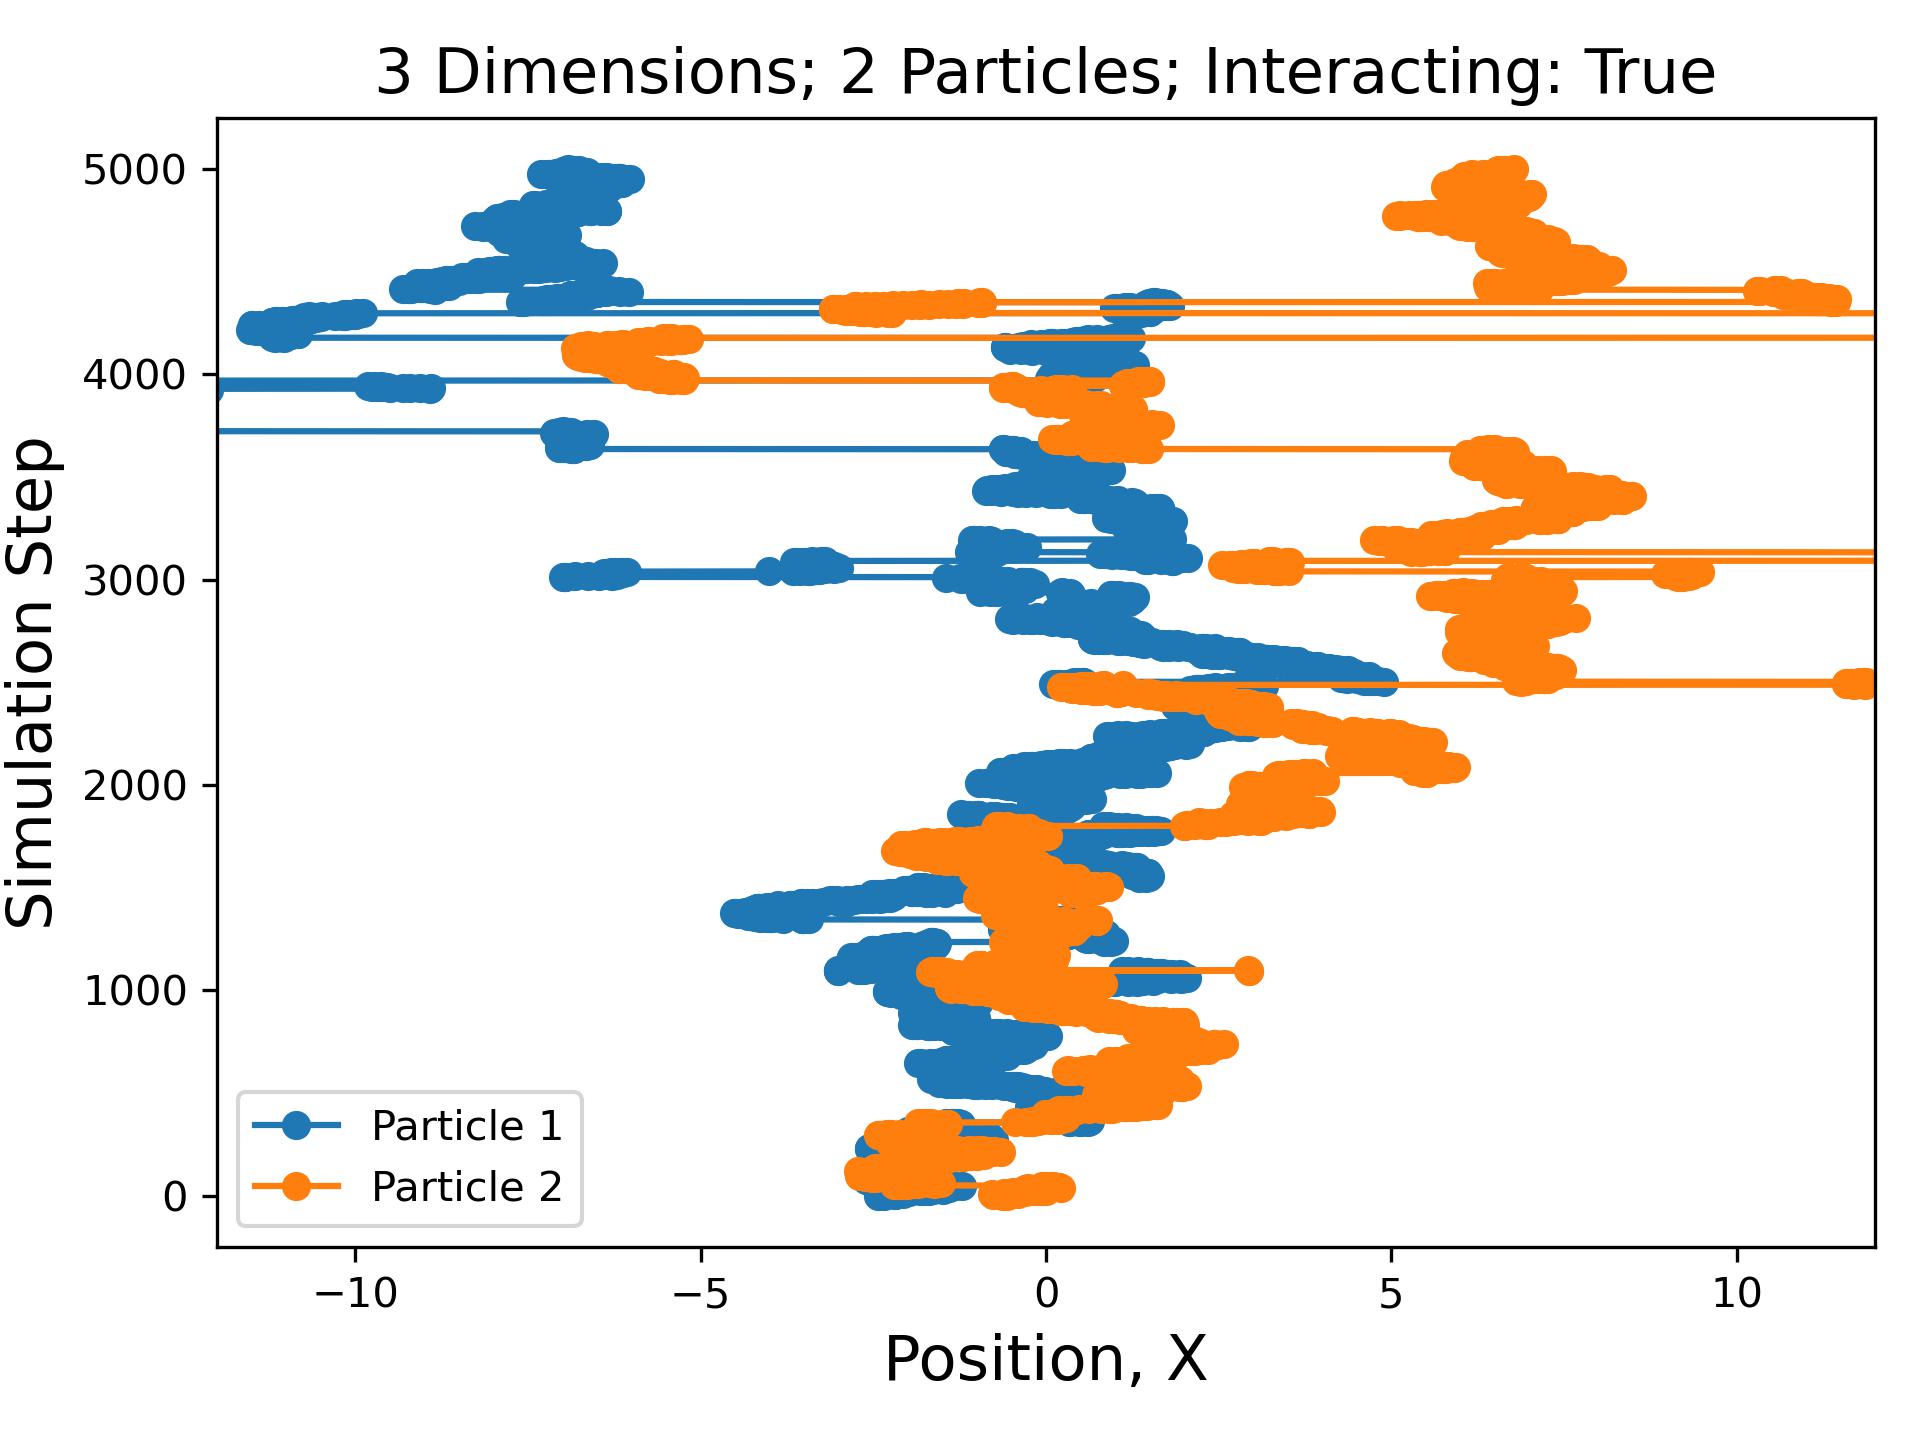 3 Dimensions; 2 Particles; Interacting: True
Simulation Step
5000
4000
3000
2000
1000
0
Particle 1
Particle 2
−10
−5
0
5
10
Position, X